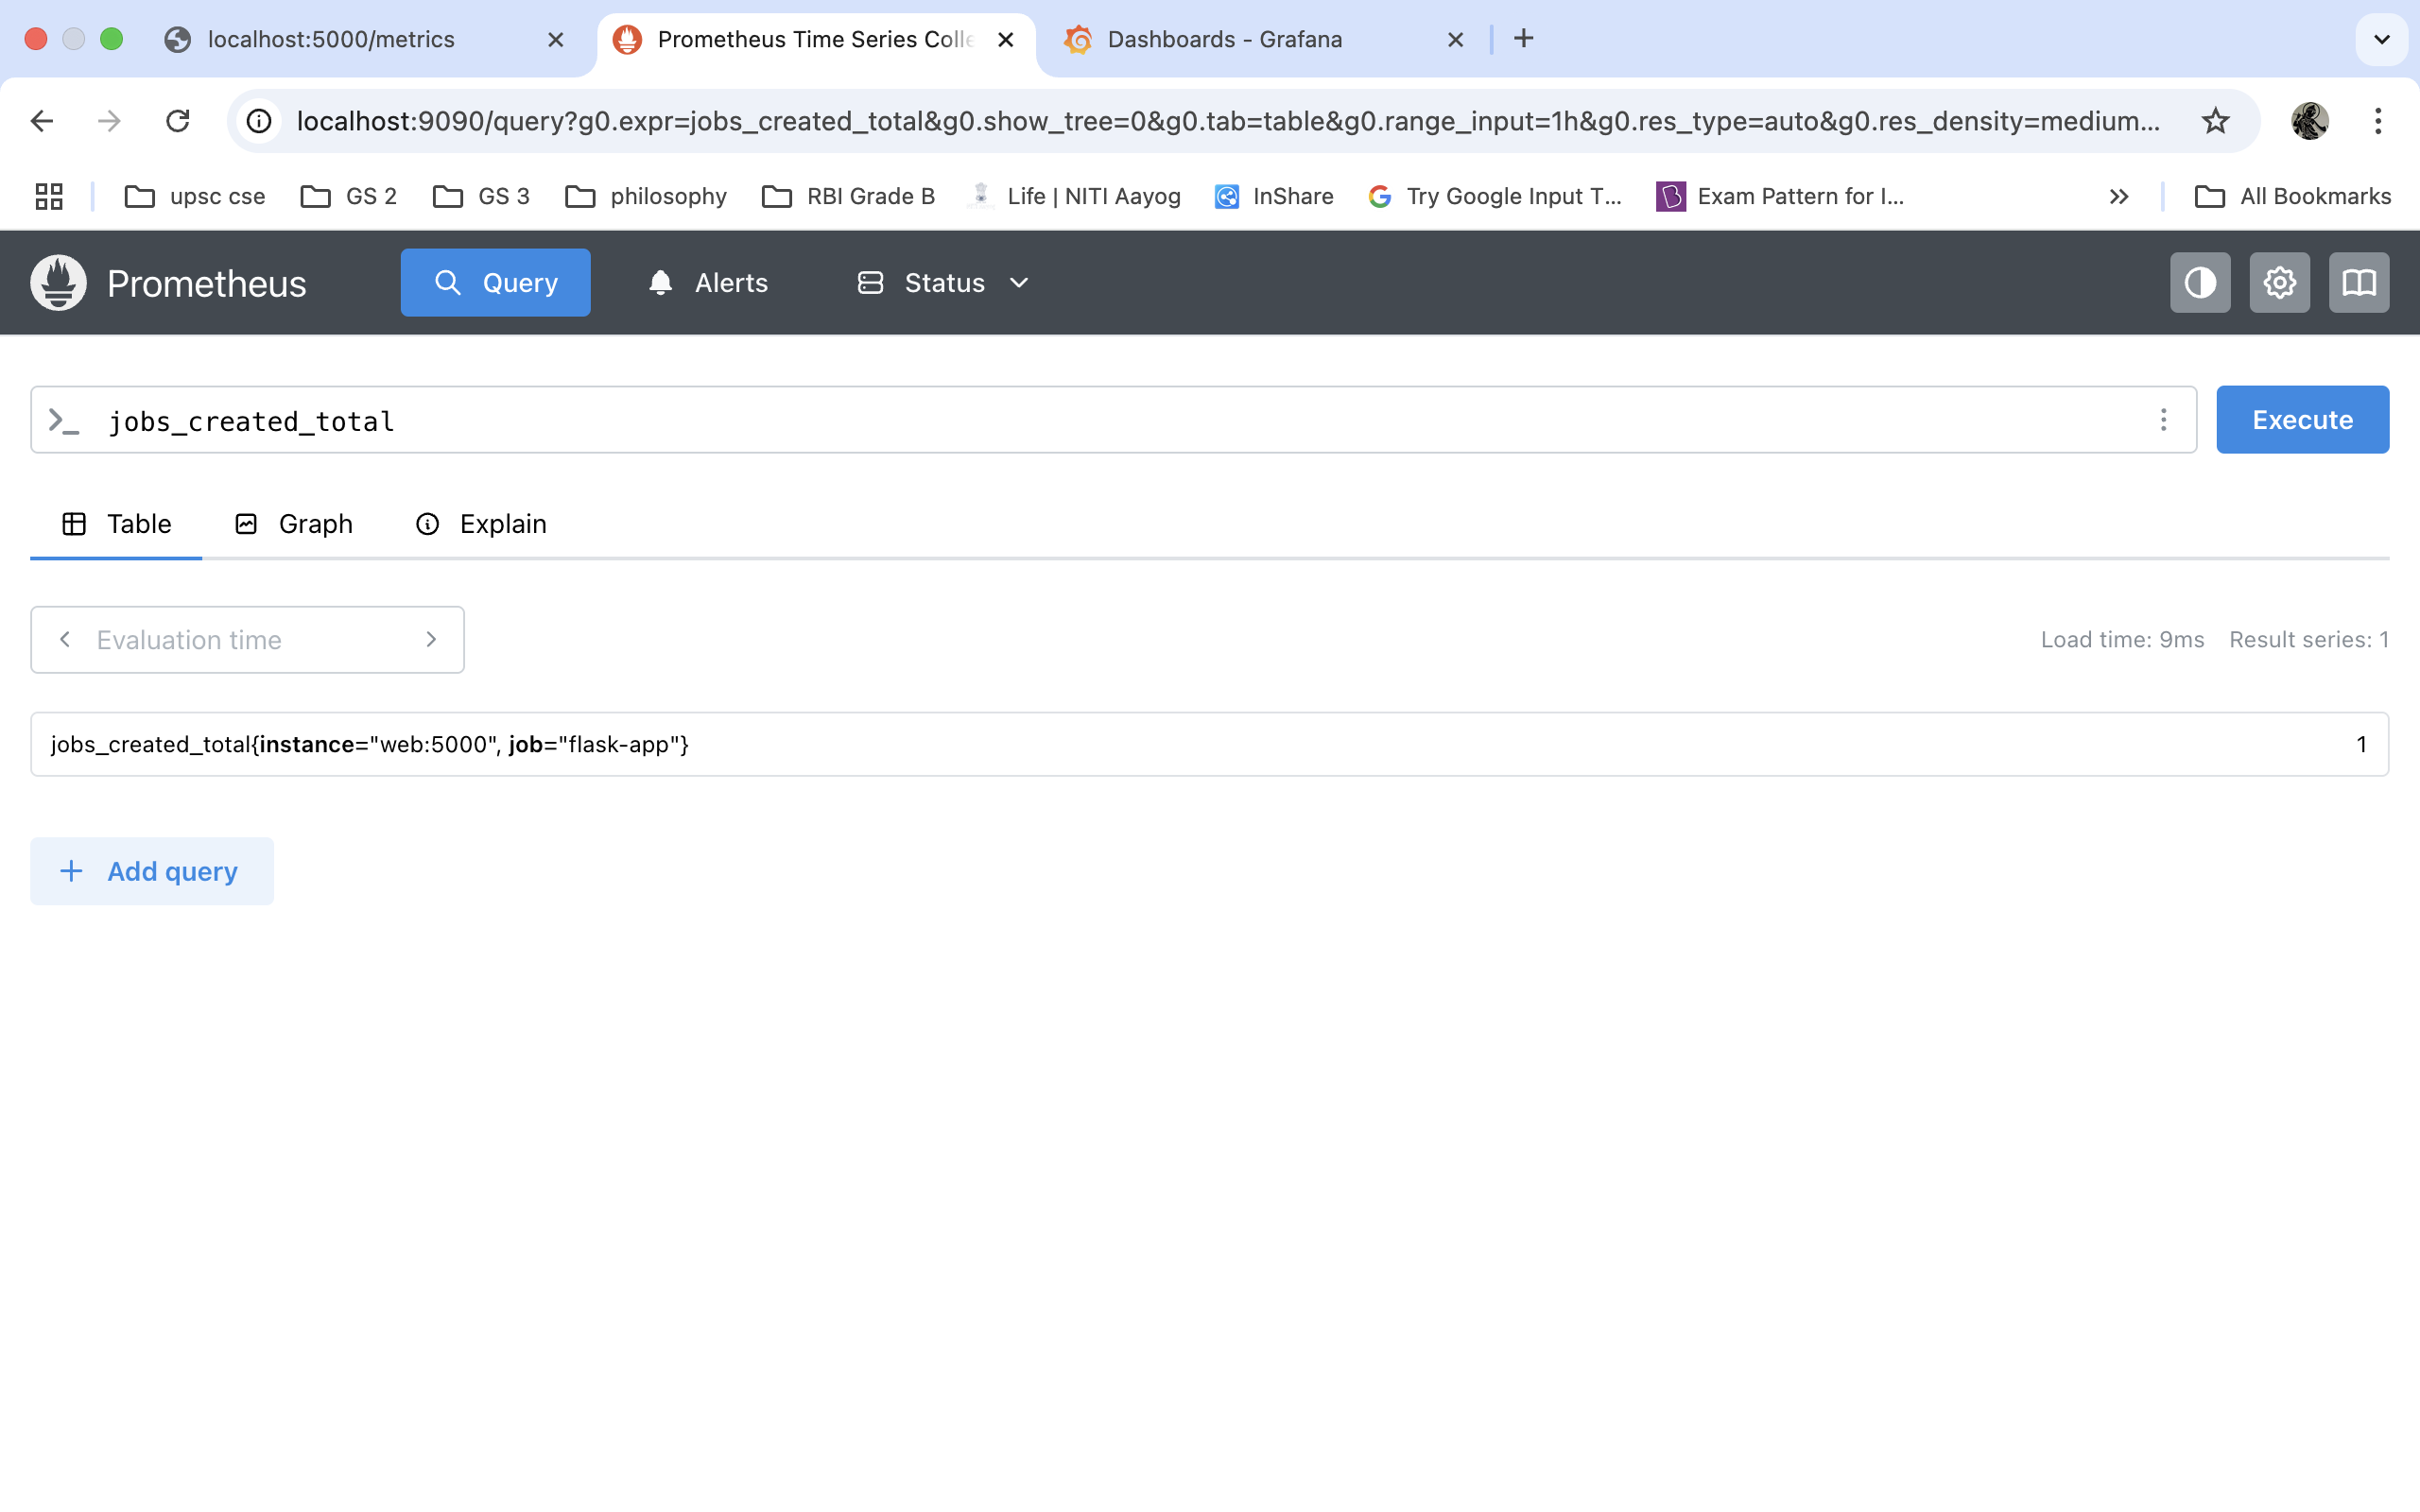 localhost:5000/metrics
Prometheus Time Series Colle
Dashboards - Grafana
localhost:9090/query?g0.expr=jobs_created_total&g0.show_tree=0&g0.tab=table&g0.range_input=1h&g0.res_type=auto&g0.res_density=medium...
upsc cse GS 2 GS 3 philosophy RBI Grade B Life | NITI Aayog InShare Try Google Input T... Exam Pattern for I... All Bookmarks
Prometheus Query Alerts Status
>_ jobs_created_total Execute
Table Graph Explain
Evaluation time Load time: 9ms Result series: 1
jobs_created_total{instance="web:5000", job="flask-app"} 1
+ Add query